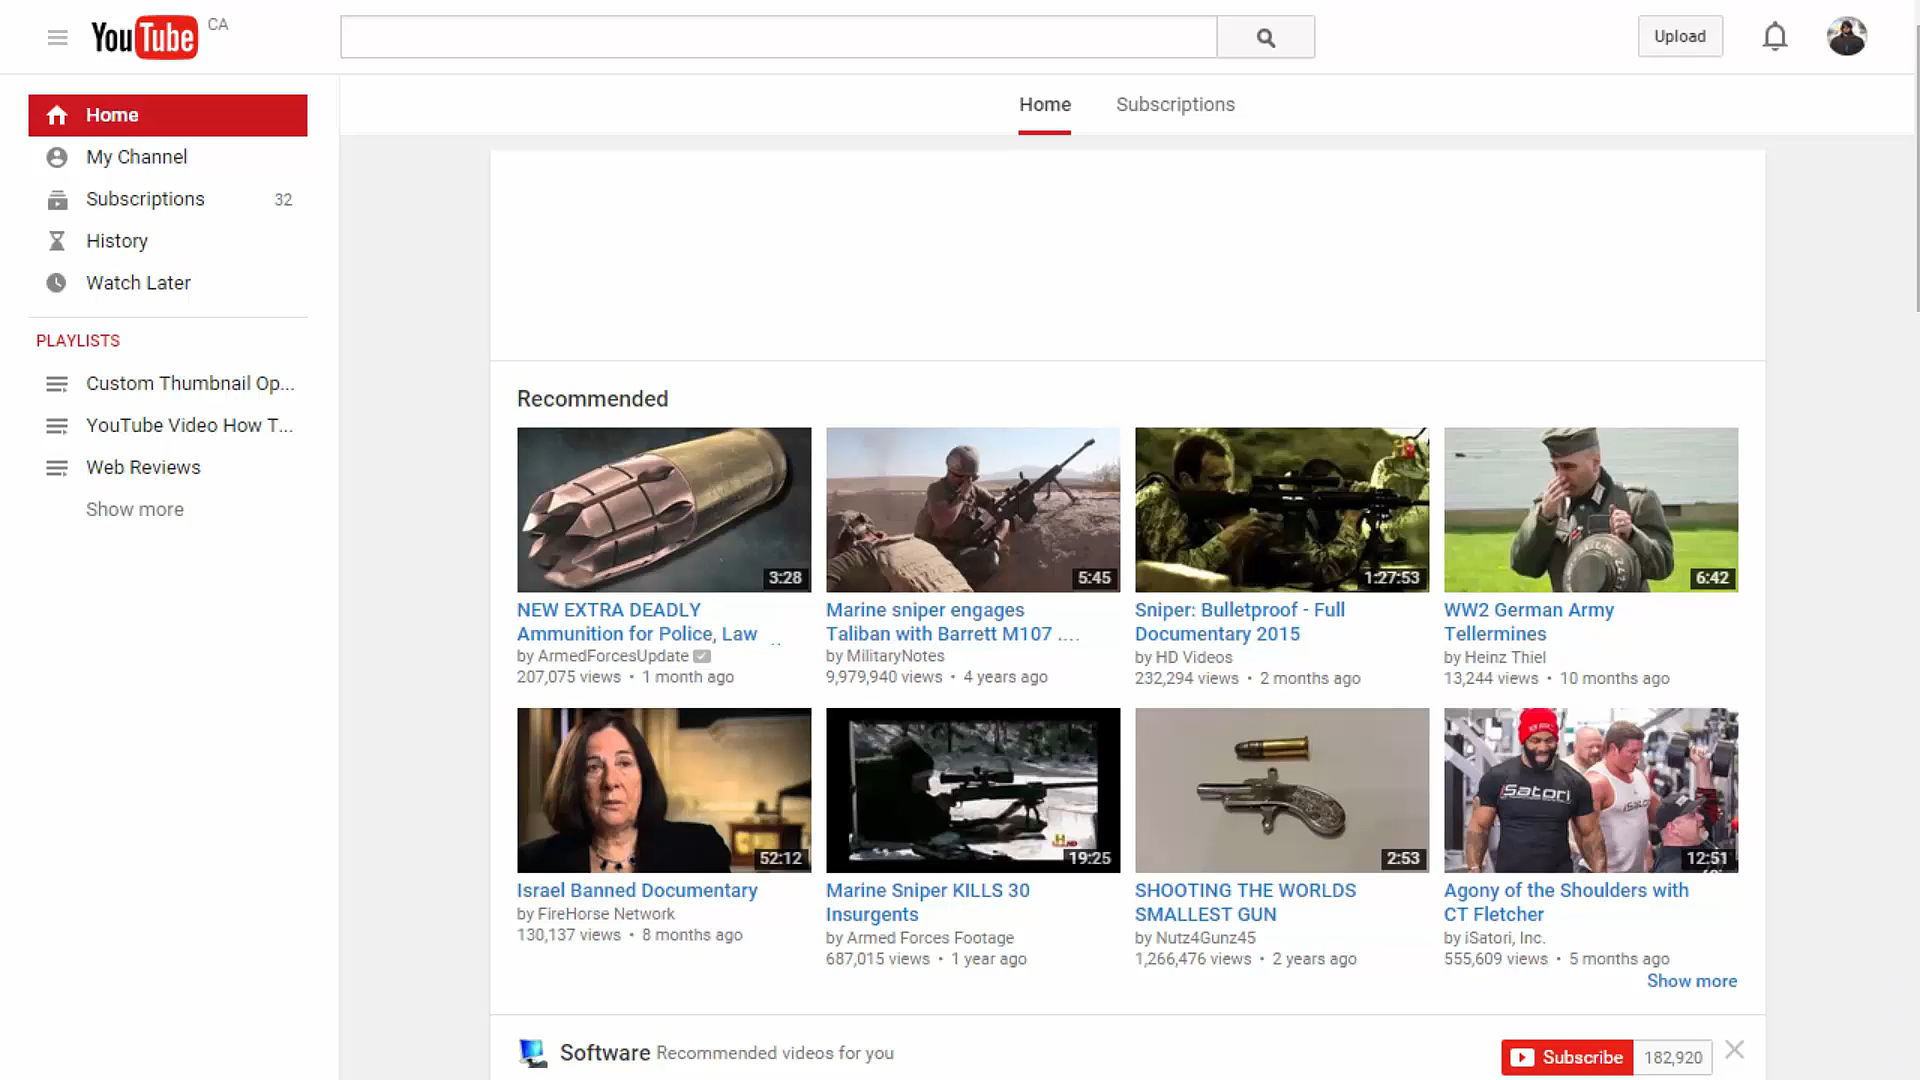 YouTube CA
Upload
Home
My Channel
Subscriptions 32
History
Watch Later
PLAYLISTS
Custom Thumbnail Op...
YouTube Video How T...
Web Reviews
Show more
Home Subscriptions
Recommended
3:28
5:45
1:27:53
6:42
NEW EXTRA DEADLY
Ammunition for Police, Law ..
by ArmedForcesUpdate
207,075 views • 1 month ago
Marine sniper engages
Taliban with Barrett M107 ....
by MilitaryNotes
9,979,940 views • 4 years ago
Sniper: Bulletproof - Full
Documentary 2015
by HD Videos
232,294 views • 2 months ago
WW2 German Army
Tellermines
by Heinz Thiel
13,244 views • 10 months ago
52:12
H HD
19:25
2:53
iSatori
12:51
Israel Banned Documentary
by FireHorse Network
130,137 views • 8 months ago
Marine Sniper KILLS 30
Insurgents
by Armed Forces Footage
687,015 views • 1 year ago
SHOOTING THE WORLDS
SMALLEST GUN
by Nutz4Gunz45
1,266,476 views • 2 years ago
Agony of the Shoulders with
CT Fletcher
by iSatori, Inc.
555,609 views • 5 months ago
Show more
Software Recommended videos for you
Subscribe 182,920